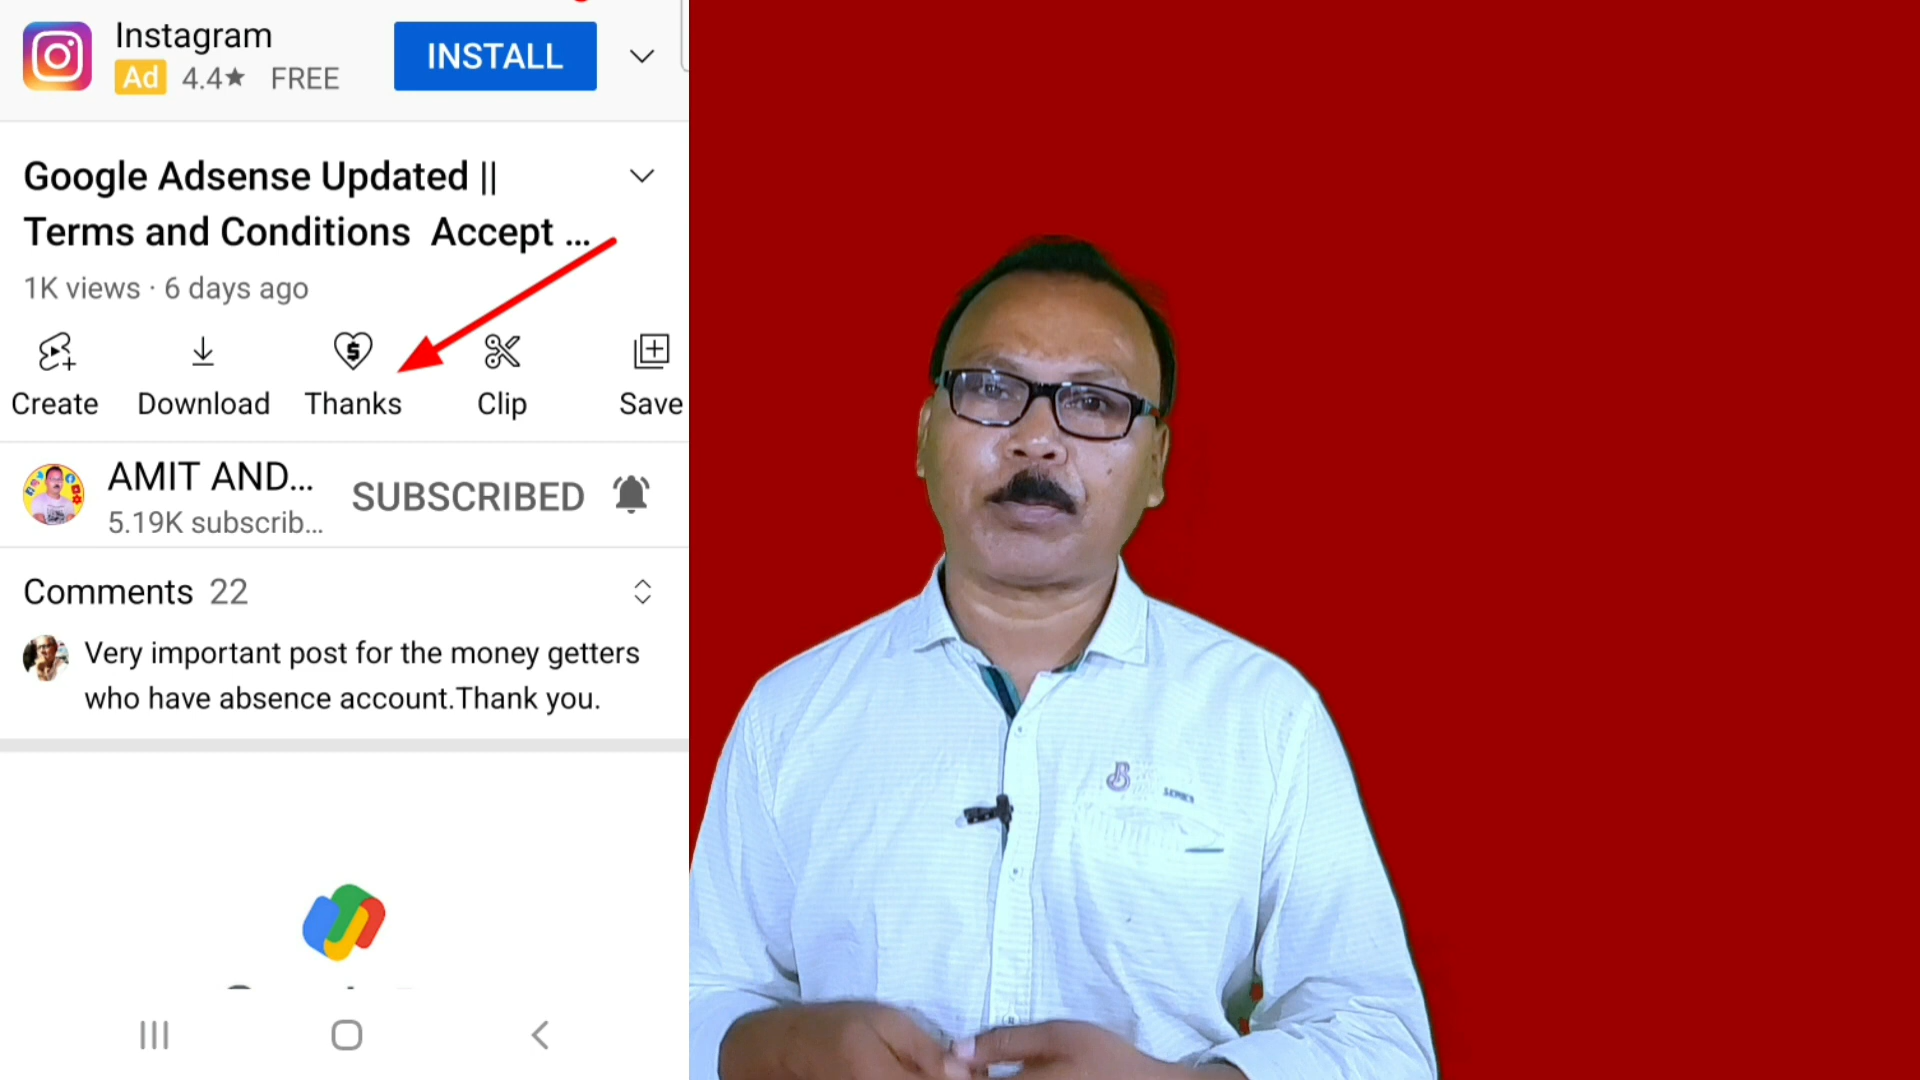 Instagram
Ad 4.4★ FREE
INSTALL
Google Adsense Updated ||
Terms and Conditions Accept ...
1K views · 6 days ago
Create Download Thanks Clip Save
AMIT AND...
5.19K subscrib...
SUBSCRIBED
Comments 22
Very important post for the money getters
who have absence account.Thank you.
SERIES